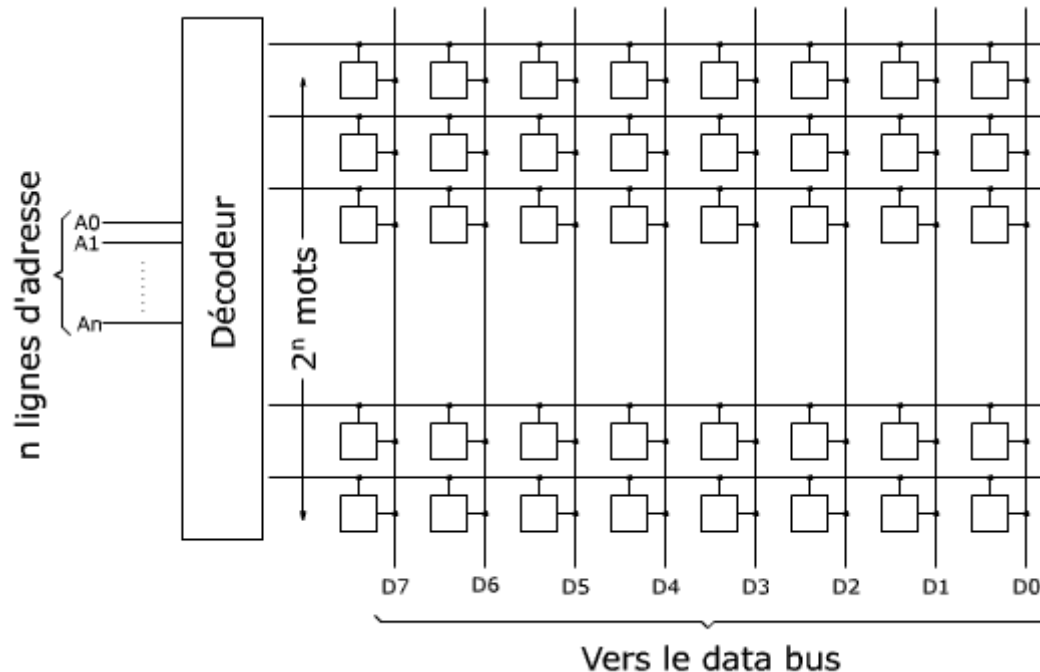 n lignes d'adresse
A0
A1
An
Décodeur
2ⁿ mots
D7 D6 D5 D4 D3 D2 D1 D0
Vers le data bus